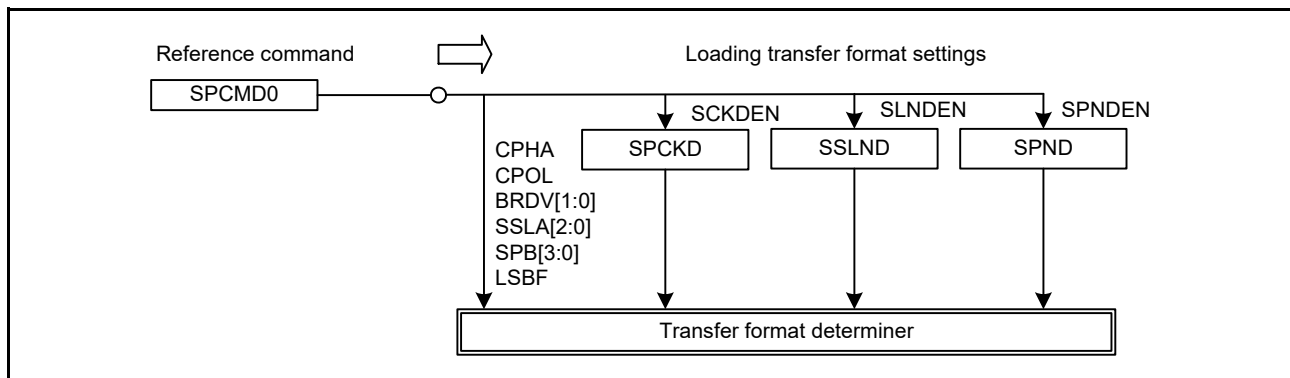 Reference command
Loading transfer format settings
SPCMD0
SCKDEN
SLNDEN
SPNDEN
SPCKD
SSLND
SPND
CPHA
CPOL
BRDV[1:0]
SSLA[2:0]
SPB[3:0]
LSBF
Transfer format determiner